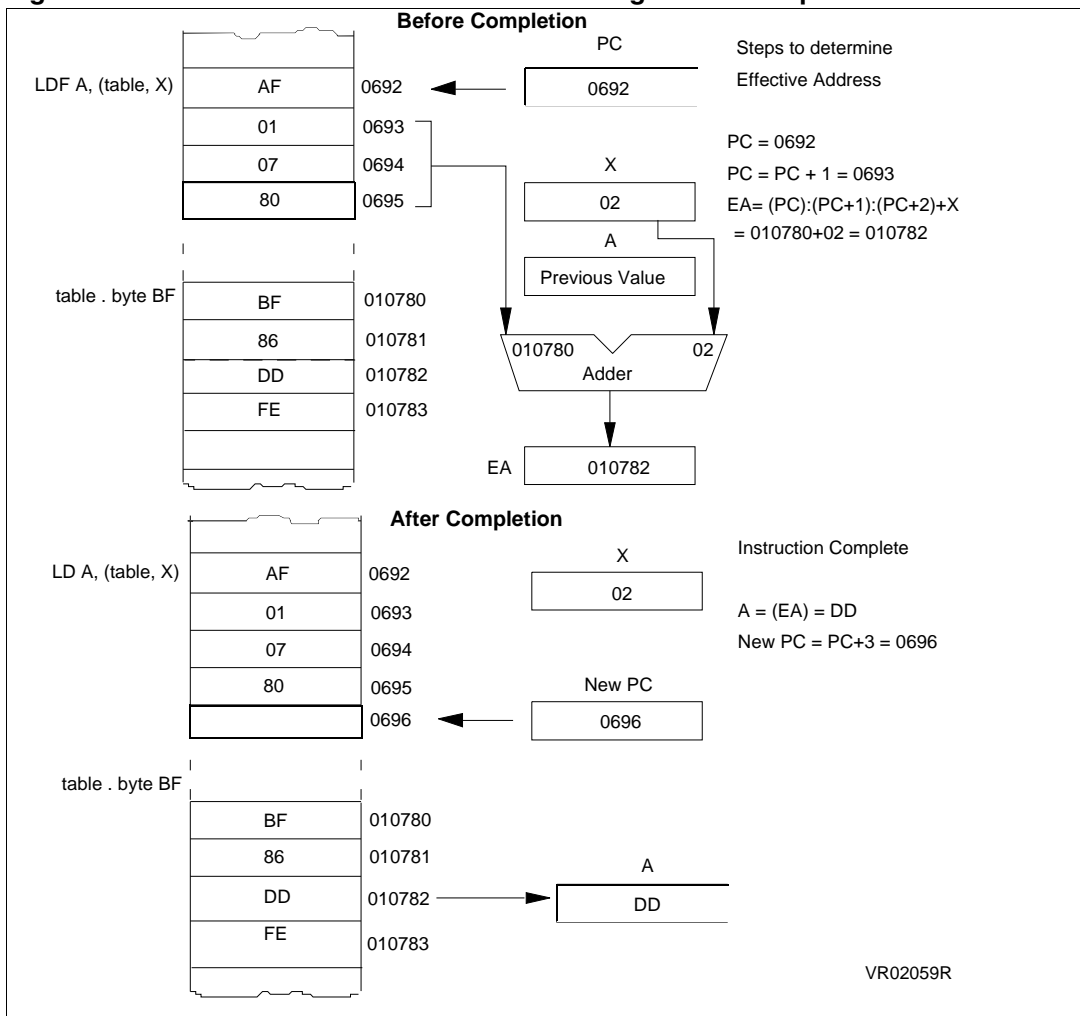 Before Completion
PC
Steps to determine
Effective Address
LDF A, (table, X)
AF
0692
0692
01
0693
07
0694
80
0695
PC = 0692
PC = PC + 1 = 0693
EA= (PC):(PC+1):(PC+2)+X
= 010780+02 = 010782
X
02
A
Previous Value
table . byte BF
BF
010780
86
010781
DD
010782
FE
010783
010780
02
Adder
EA
010782
After Completion
Instruction Complete
X
02
LD A, (table, X)
AF
0692
01
0693
07
0694
80
0695
0696
A = (EA) = DD
New PC = PC+3 = 0696
New PC
0696
table . byte BF
BF
010780
86
010781
DD
010782
FE
010783
A
DD
VR02059R